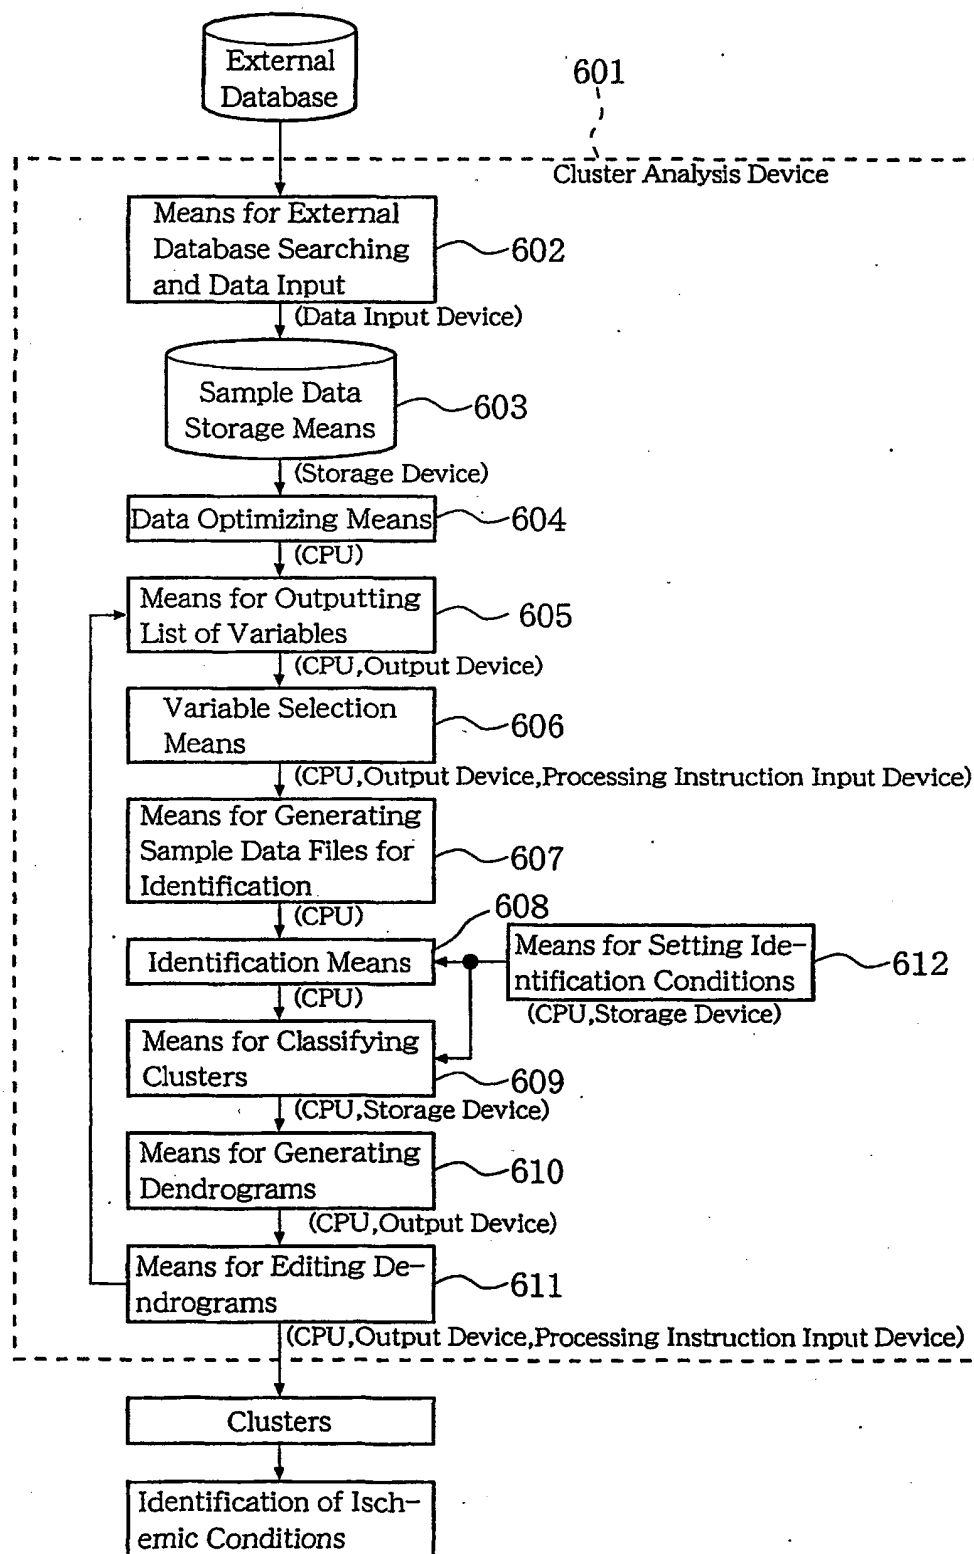 External
Database
601
Cluster Analysis Device
Means for External
Database Searching
and Data Input
602
(Data Input Device)
Sample Data
Storage Means
603
(Storage Device)
Data Optimizing Means
604
(CPU)
Means for Outputting
List of Variables
605
(CPU,Output Device)
Variable Selection
Means
606
(CPU,Output Device,Processing Instruction Input Device)
Means for Generating
Sample Data Files for
Identification
607
(CPU)
608
Identification Means
Means for Setting Ide-
ntification Conditions
612
(CPU,Storage Device)
(CPU)
Means for Classifying
Clusters
609
(CPU,Storage Device)
Means for Generating
Dendrograms
610
(CPU,Output Device)
Means for Editing De-
ndrograms
611
(CPU,Output Device,Processing Instruction Input Device)
Clusters
Identification of Isch-
emic Conditions